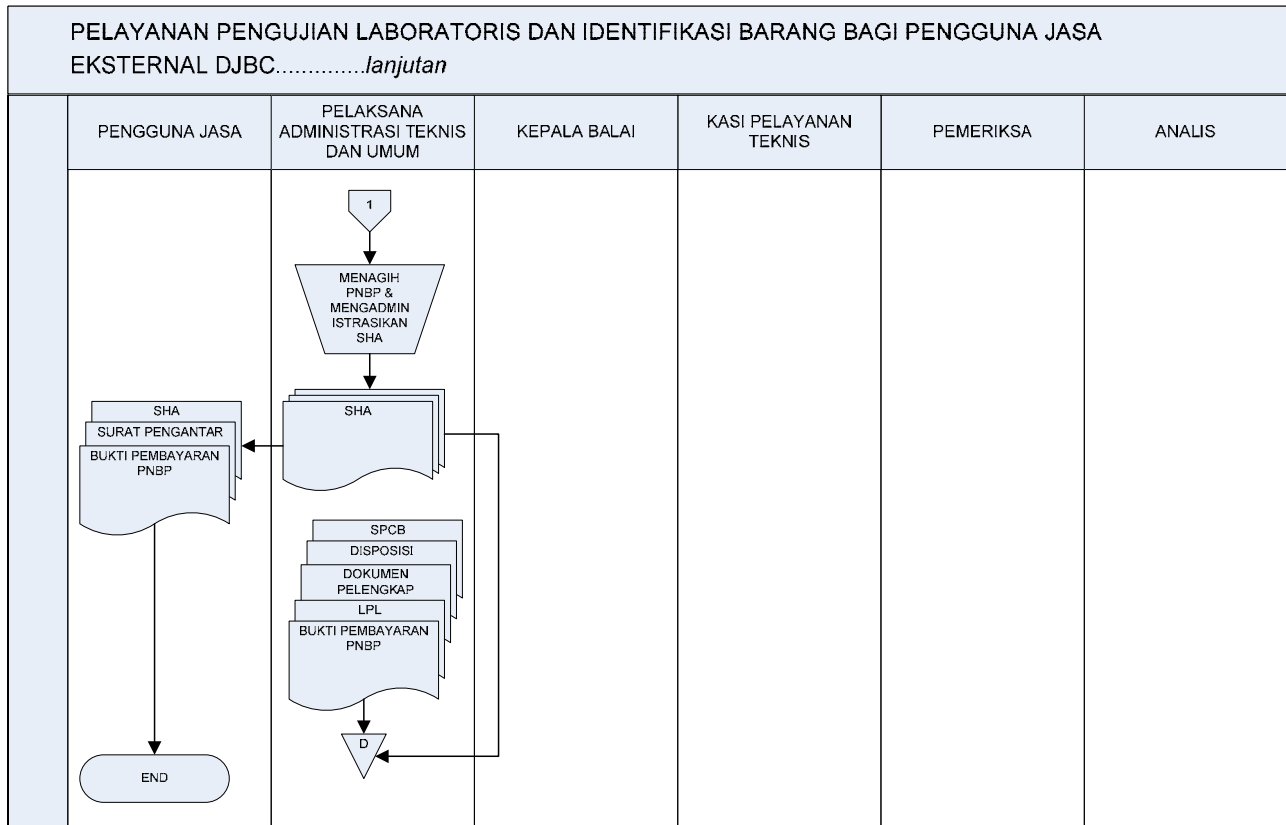 PELAYANAN PENGUJIAN LABORATORIS DAN IDENTIFIKASI BARANG BAGI PENGGUNA JASA
EKSTERNAL DJBC..............lanjutan
PENGGUNA JASA
PELAKSANA
ADMINISTRASI TEKNIS
DAN UMUM
KEPALA BALAI
KASI PELAYANAN
TEKNIS
PEMERIKSA
ANALIS
1
MENAGIH
PNBP &
MENGADMIN
ISTRASIKAN
SHA
SHA
SHA
SURAT PENGANTAR
BUKTI PEMBAYARAN
PNBP
SPCB
DISPOSISI
DOKUMEN
PELENGKAP
LPL
BUKTI PEMBAYARAN
PNBP
D
END